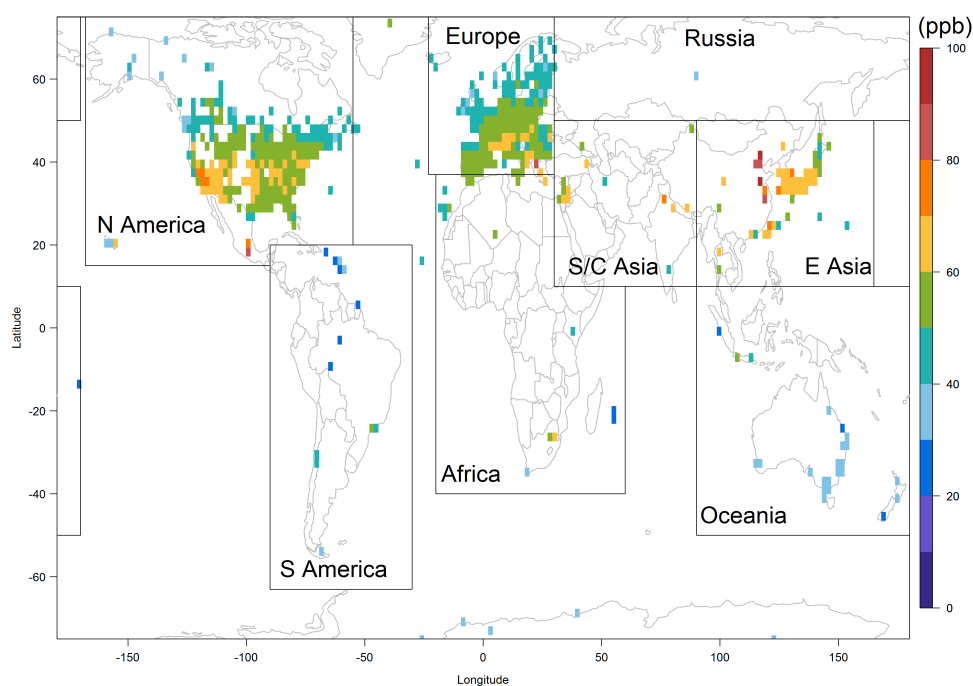 (ppb)
Europe
Russia
N America
S/C Asia
E Asia
Africa
Oceania
S America
Latitude
60
40
20
0
-20
-40
-60
-150
-100
-50
0
50
100
150
Longitude
100
80
60
40
20
0